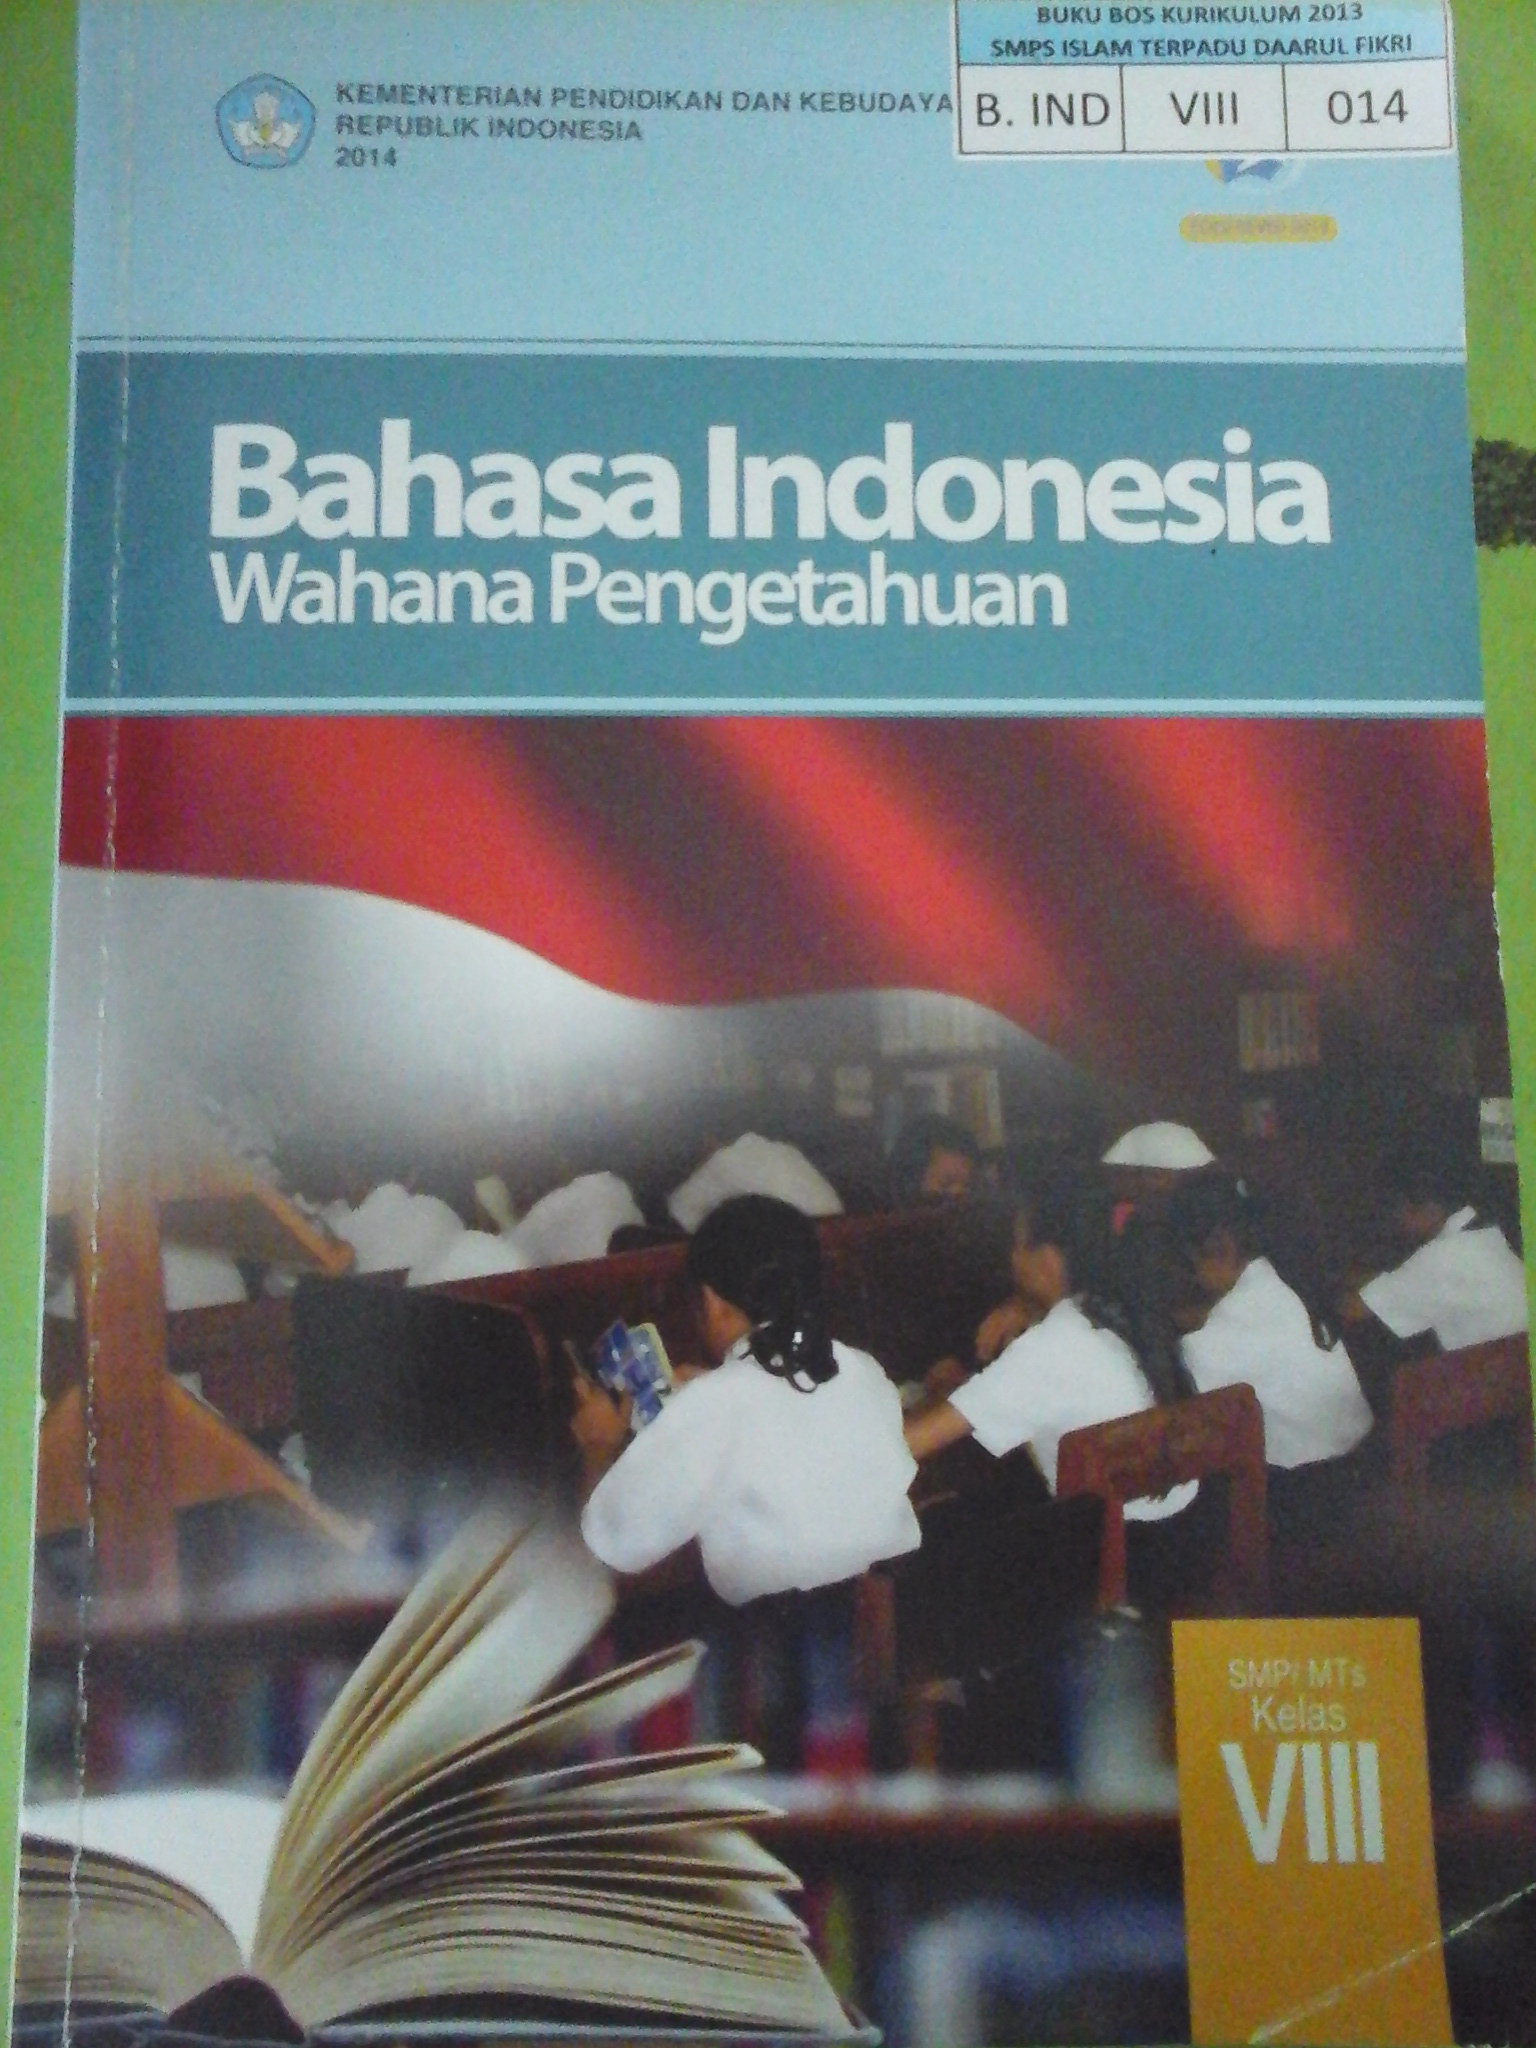 BUKU BOS KURIKULUM 2013
SMPS ISLAM TERPADU DAARUL FIKRI
B. IND VIII 014
KEMENTERIAN PENDIDIKAN DAN KEBUDAYA
REPUBLIK INDONESIA
2014
Bahasa Indonesia
Wahana Pengetahuan
SMP/ MTs
Kelas
VIII